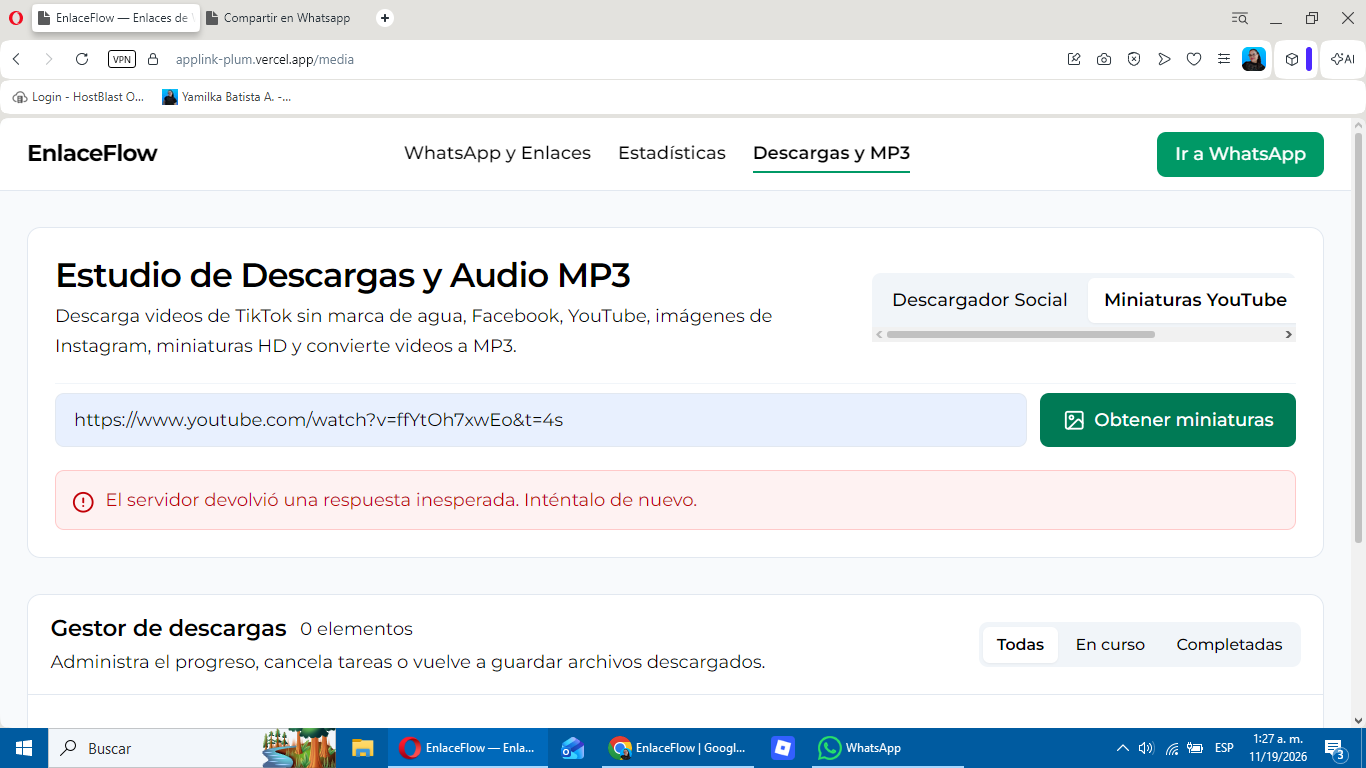 EnlaceFlow — Enlaces de
Compartir en Whatsapp
VPN
applink-plum.vercel.app/media
AI
Login - HostBlast O...
Yamilka Batista A. -...
EnlaceFlow
WhatsApp y Enlaces
Estadísticas
Descargas y MP3
Ir a WhatsApp
Estudio de Descargas y Audio MP3
Descarga videos de TikTok sin marca de agua, Facebook, YouTube, imágenes de
Instagram, miniaturas HD y convierte videos a MP3.
Descargador Social
Miniaturas YouTube
https://www.youtube.com/watch?v=ffYtOh7xwEo&t=4s
Obtener miniaturas
El servidor devolvió una respuesta inesperada. Inténtalo de nuevo.
Gestor de descargas
0 elementos
Administra el progreso, cancela tareas o vuelve a guardar archivos descargados.
Todas
En curso
Completadas
Buscar
EnlaceFlow — Enla...
EnlaceFlow | Googl...
WhatsApp
ESP
1:27 a. m.
11/19/2026
3